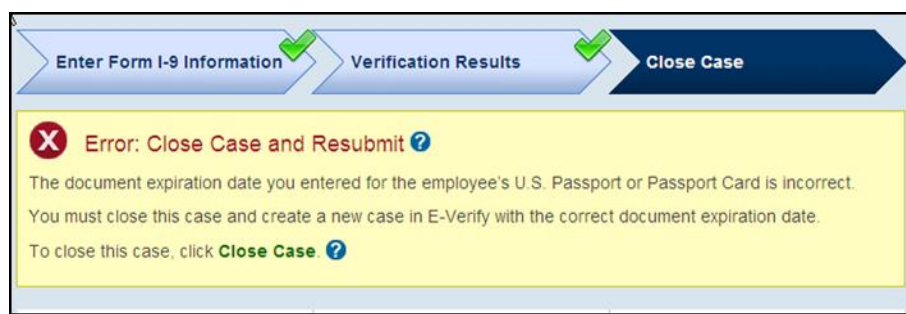 Enter Form I-9 Information
Verification Results
Close Case
Error: Close Case and Resubmit ?
The document expiration date you entered for the employee's U.S. Passport or Passport Card is incorrect.
You must close this case and create a new case in E-Verify with the correct document expiration date.
To close this case, click Close Case. ?